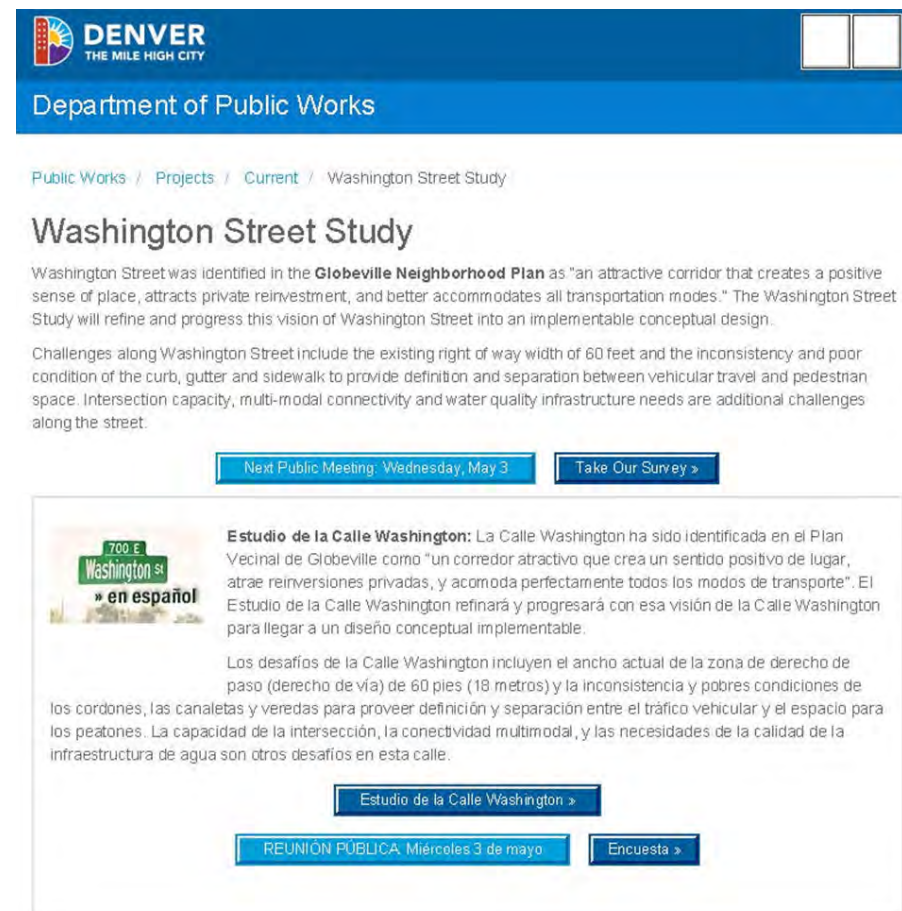 DENVER
THE MILE HIGH CITY
Department of Public Works
Public Works / Projects / Current / Washington Street Study
Washington Street Study
Washington Street was identified in the Globeville Neighborhood Plan as "an attractive corridor that creates a positive
sense of place, attracts private reinvestment, and better accommodates all transportation modes." The Washington Street
Study will refine and progress this vision of Washington Street into an implementable conceptual design.
Challenges along Washington Street include the existing right of way width of 60 feet and the inconsistency and poor
condition of the curb, gutter and sidewalk to provide definition and separation between vehicular travel and pedestrian
space. Intersection capacity, multi-modal connectivity and water quality infrastructure needs are additional challenges
along the street.
Next Public Meeting: Wednesday, May 3
Take Our Survey »
700 E
Washington St
» en español
Estudio de la Calle Washington: La Calle Washington ha sido identificada en el Plan
Vecinal de Globeville como "un corredor atractivo que crea un sentido positivo de lugar,
atrae reinversiones privadas, y acomoda perfectamente todos los modos de transporte". El
Estudio de la Calle Washington refinará y progresará con esa visión de la Calle Washington
para llegar a un diseño conceptual implementable.
Los desafíos de la Calle Washington incluyen el ancho actual de la zona de derecho de
paso (derecho de vía) de 60 pies (18 metros) y la inconsistencia y pobres condiciones de
los cordones, las canaletas y veredas para proveer definición y separación entre el tráfico vehicular y el espacio para
los peatones. La capacidad de la intersección, la conectividad multimodal, y las necesidades de la calidad de la
infraestructura de agua son otros desafíos en esta calle.
Estudio de la Calle Washington »
REUNIÓN PÚBLICA: Miércoles 3 de mayo
Encuesta »